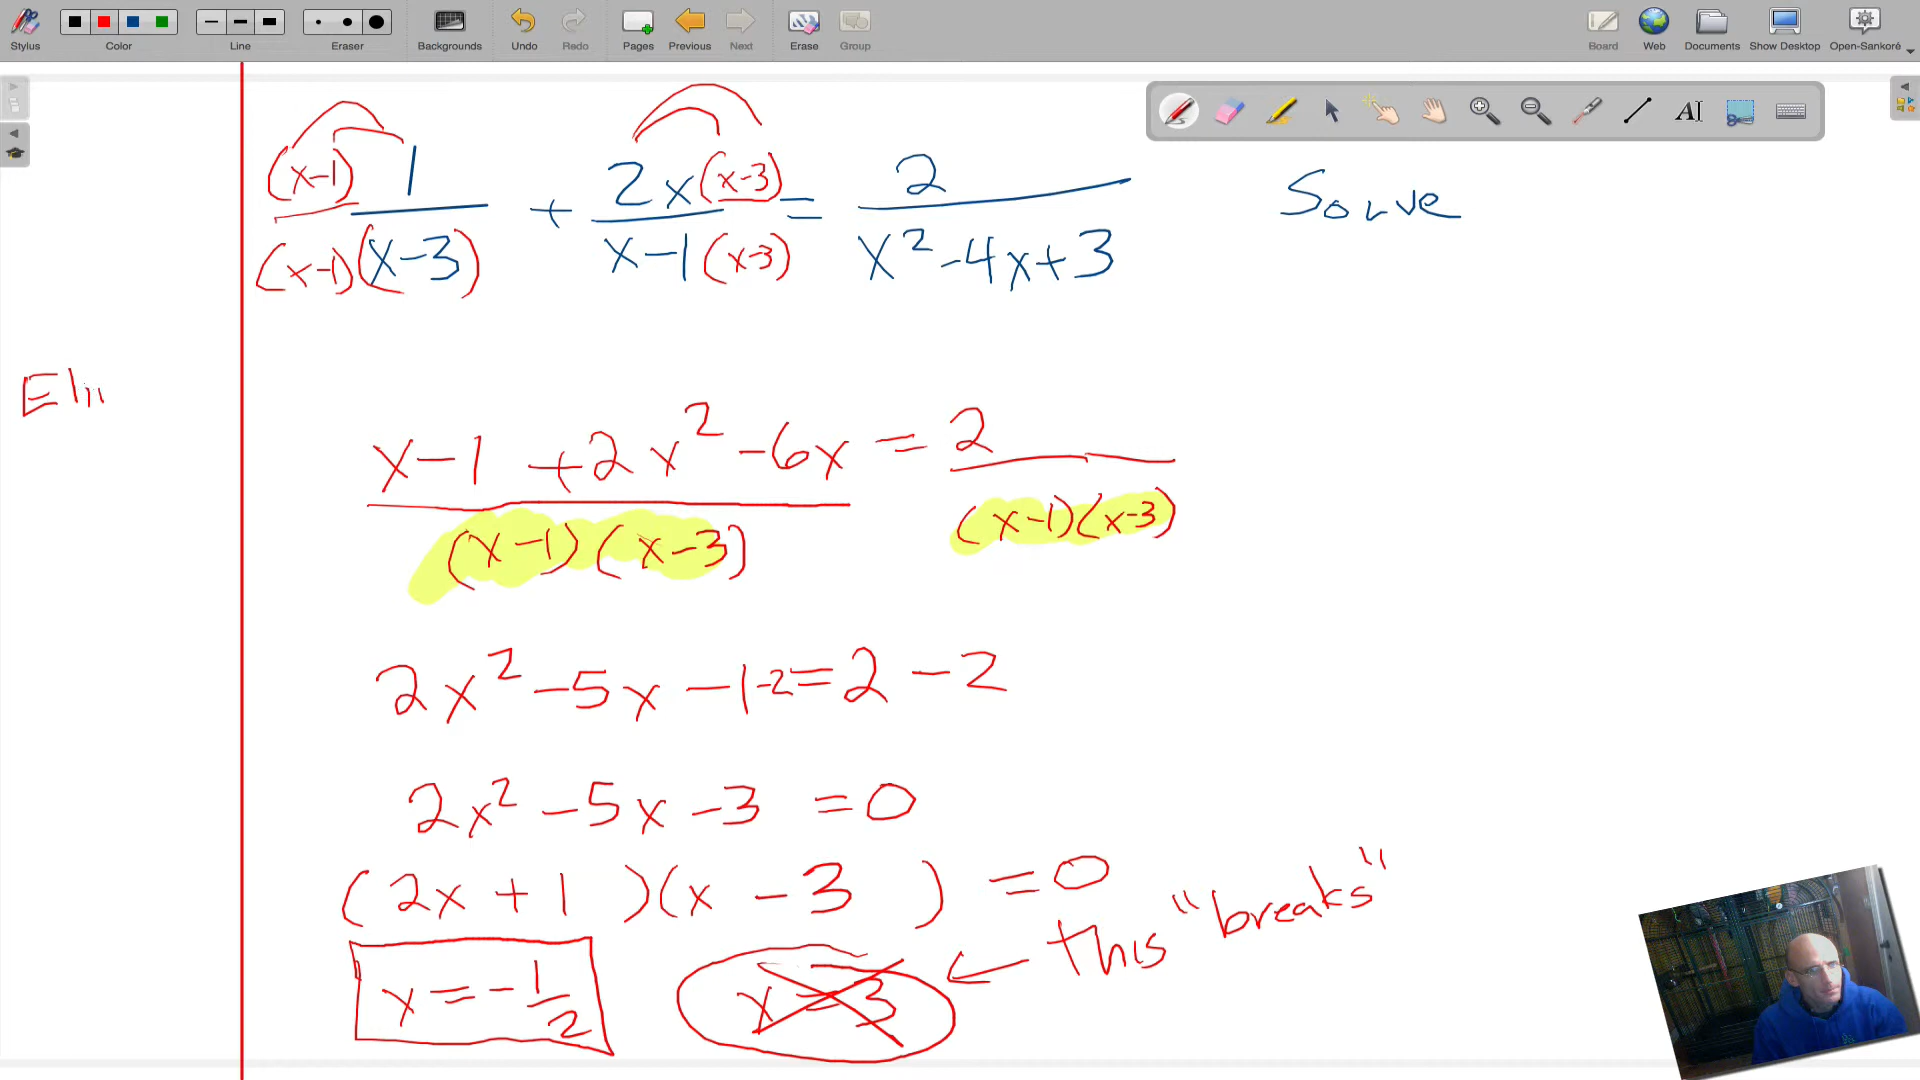 Stylus Color Line Eraser Backgrounds Undo Redo Pages Previous Next Erase Group Board Web Documents Show Desktop Open-Sankoré
(x-1) 1 + 2x(x-3) = 2 Solve
(x-1)(x-3) x-1(x-3) x²-4x+3
Elii
x-1 +2x²-6x = 2
(x-1)(x-3) (x-1)(x-3)
2x²-5x-1-2=2-2
2x²-5x-3 =0
(2x+1)(x-3) =0
x=-1/2 x=3 ← this "breaks"